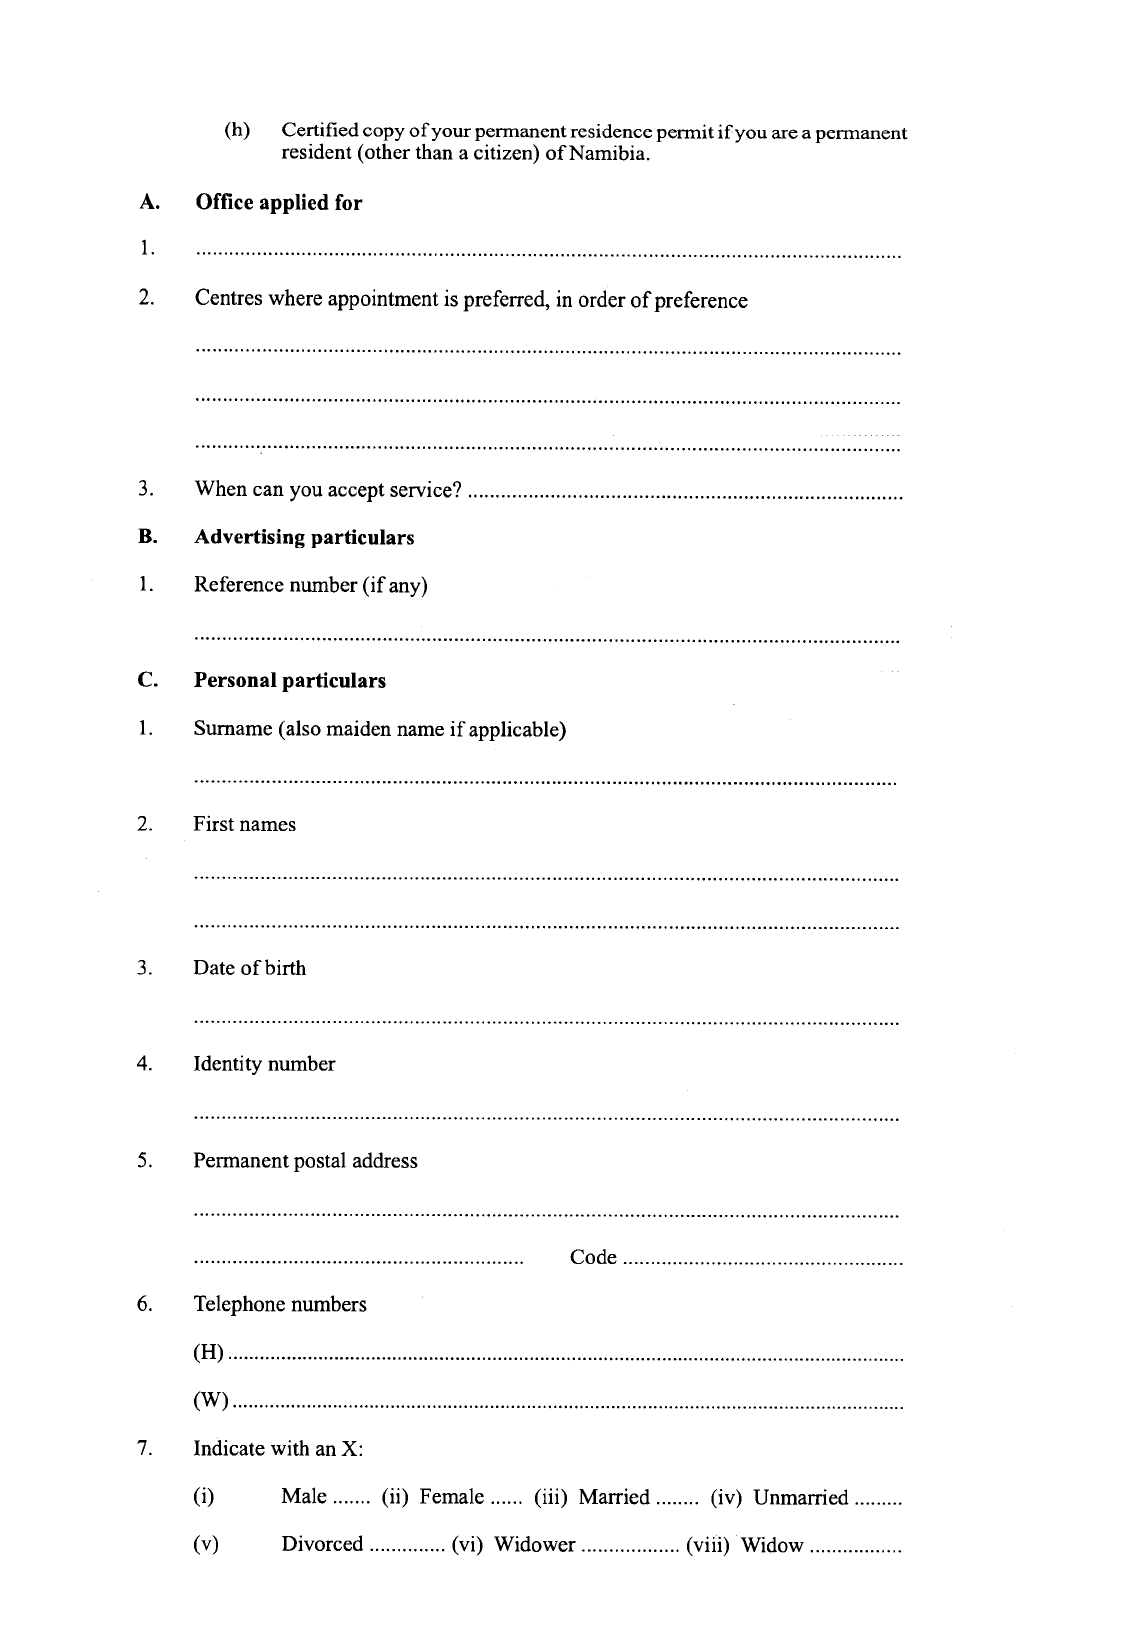 (h) Certified copy of your permanent residence permit if you are a permanent
resident (other than a citizen) of Namibia.
A. Office applied for
1. ................................................................................
2. Centres where appointment is preferred, in order of preference
................................................................................
................................................................................
................................................................................
3. When can you accept service? ................................................................................
B. Advertising particulars
1. Reference number (if any)
................................................................................
C. Personal particulars
1. Surname (also maiden name if applicable)
................................................................................
2. First names
................................................................................
................................................................................
3. Date of birth
................................................................................
4. Identity number
................................................................................
5. Permanent postal address
................................................................................
............................................................ Code ..................................................
6. Telephone numbers
(H) ................................................................................
(W) ................................................................................
7. Indicate with an X:
(i) Male ....... (ii) Female ...... (iii) Married ........ (iv) Unmarried .........
(v) Divorced .............. (vi) Widower .................. (viii) Widow .................